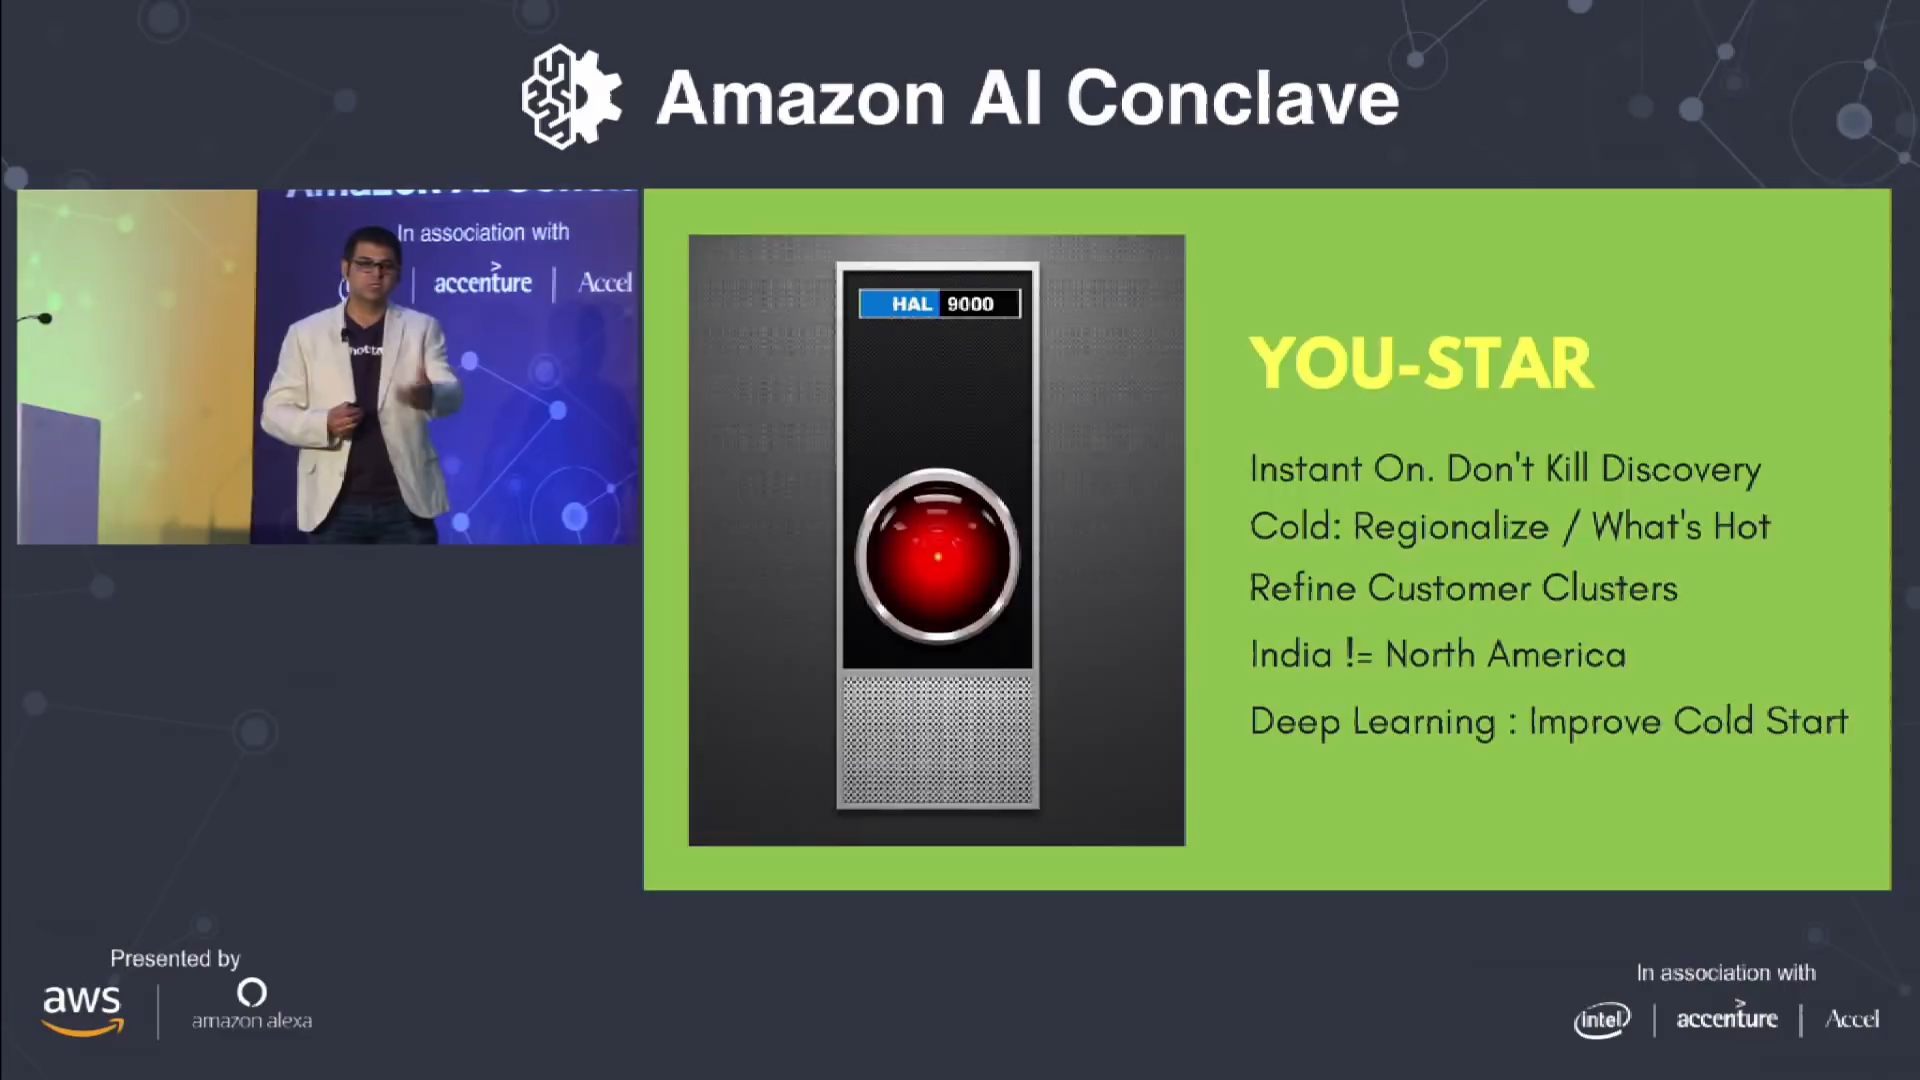 Amazon AI Conclave
In association with
accenture
Accel
HAL 9000
YOU-STAR
Instant On. Don't Kill Discovery
Cold: Regionalize / What's Hot
Refine Customer Clusters
India != North America
Deep Learning : Improve Cold Start
Presented by
aws
amazon alexa
In association with
intel
accenture
Accel